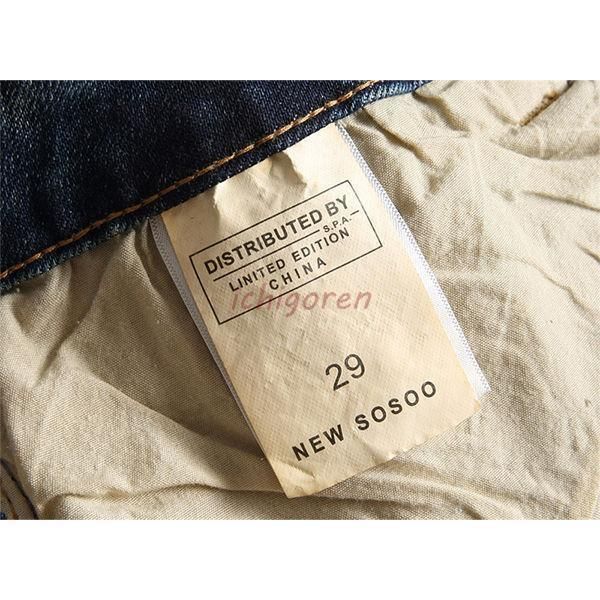 DISTRIBUTED BY
S.P.A.
LIMITED EDITION
CHINA
ichigoren
29
NEW SOSOO